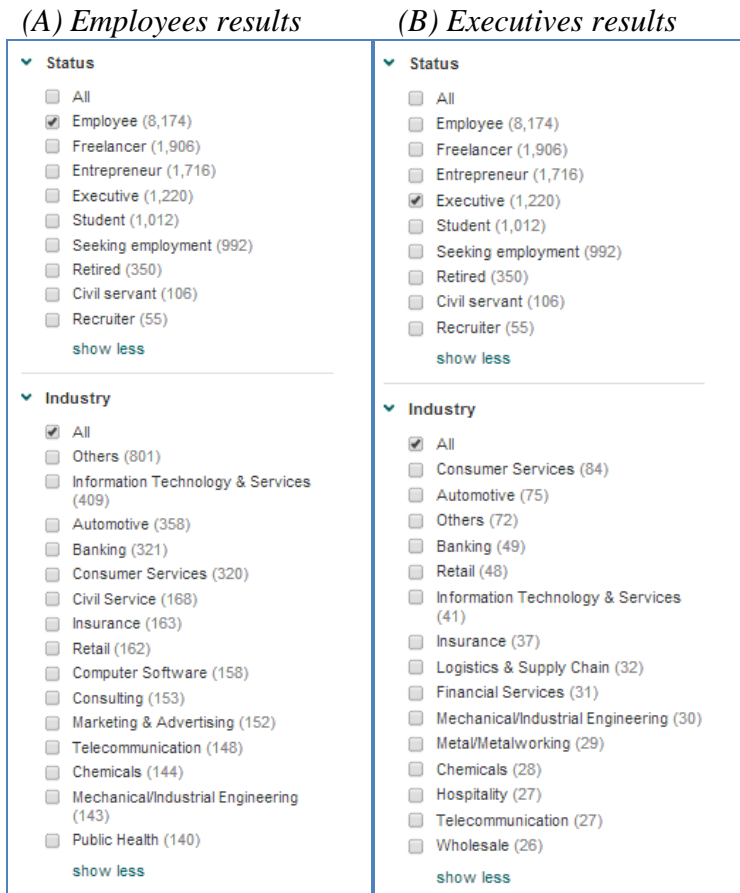 (A) Employees results
Status
All
Employee (8,174)
Freelancer (1,906)
Entrepreneur (1,716)
Executive (1,220)
Student (1,012)
Seeking employment (992)
Retired (350)
Civil servant (106)
Recruiter (55)
show less
Industry
All
Others (801)
Information Technology & Services
(409)
Automotive (358)
Banking (321)
Consumer Services (320)
Civil Service (168)
Insurance (163)
Retail (162)
Computer Software (158)
Consulting (153)
Marketing & Advertising (152)
Telecommunication (148)
Chemicals (144)
Mechanical/Industrial Engineering
(143)
Public Health (140)
show less
(B) Executives results
Status
All
Employee (8,174)
Freelancer (1,906)
Entrepreneur (1,716)
Executive (1,220)
Student (1,012)
Seeking employment (992)
Retired (350)
Civil servant (106)
Recruiter (55)
show less
Industry
All
Consumer Services (84)
Automotive (75)
Others (72)
Banking (49)
Retail (48)
Information Technology & Services
(41)
Insurance (37)
Logistics & Supply Chain (32)
Financial Services (31)
Mechanical/Industrial Engineering (30)
Metal/Metalworking (29)
Chemicals (28)
Hospitality (27)
Telecommunication (27)
Wholesale (26)
show less